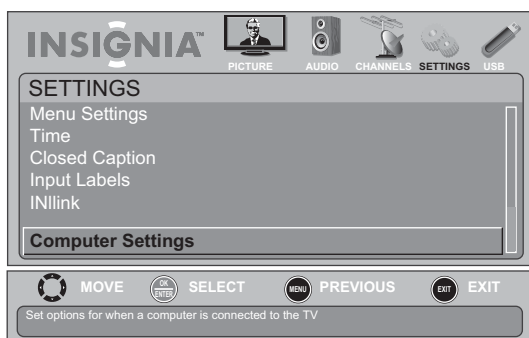 INSIGNIA™
PICTURE AUDIO CHANNELS SETTINGS USB
SETTINGS
Menu Settings
Time
Closed Caption
Input Labels
INlink
Computer Settings
MOVE OK ENTER SELECT MENU PREVIOUS EXIT EXIT
Set options for when a computer is connected to the TV